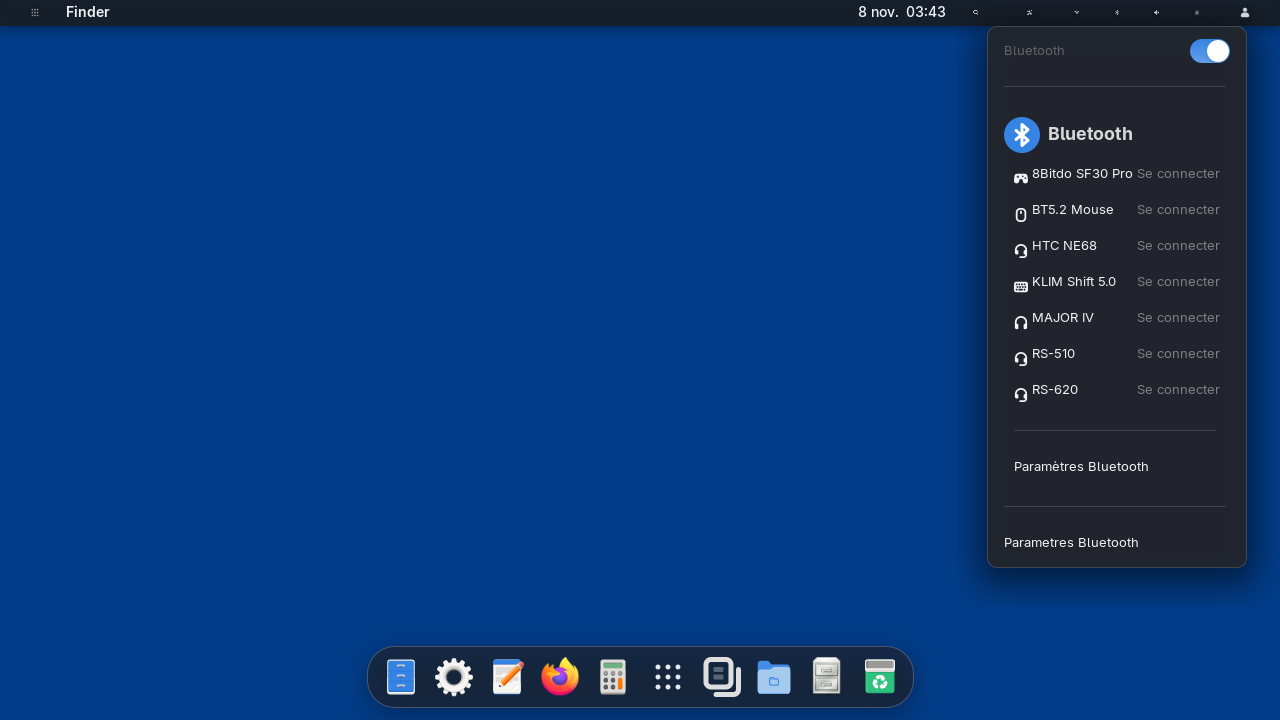 Finder
8 nov. 03:43
Bluetooth
Bluetooth
8Bitdo SF30 Pro Se connecter
BT5.2 Mouse Se connecter
HTC NE68 Se connecter
KLIM Shift 5.0 Se connecter
MAJOR IV Se connecter
RS-510 Se connecter
RS-620 Se connecter
Paramètres Bluetooth
Parametres Bluetooth